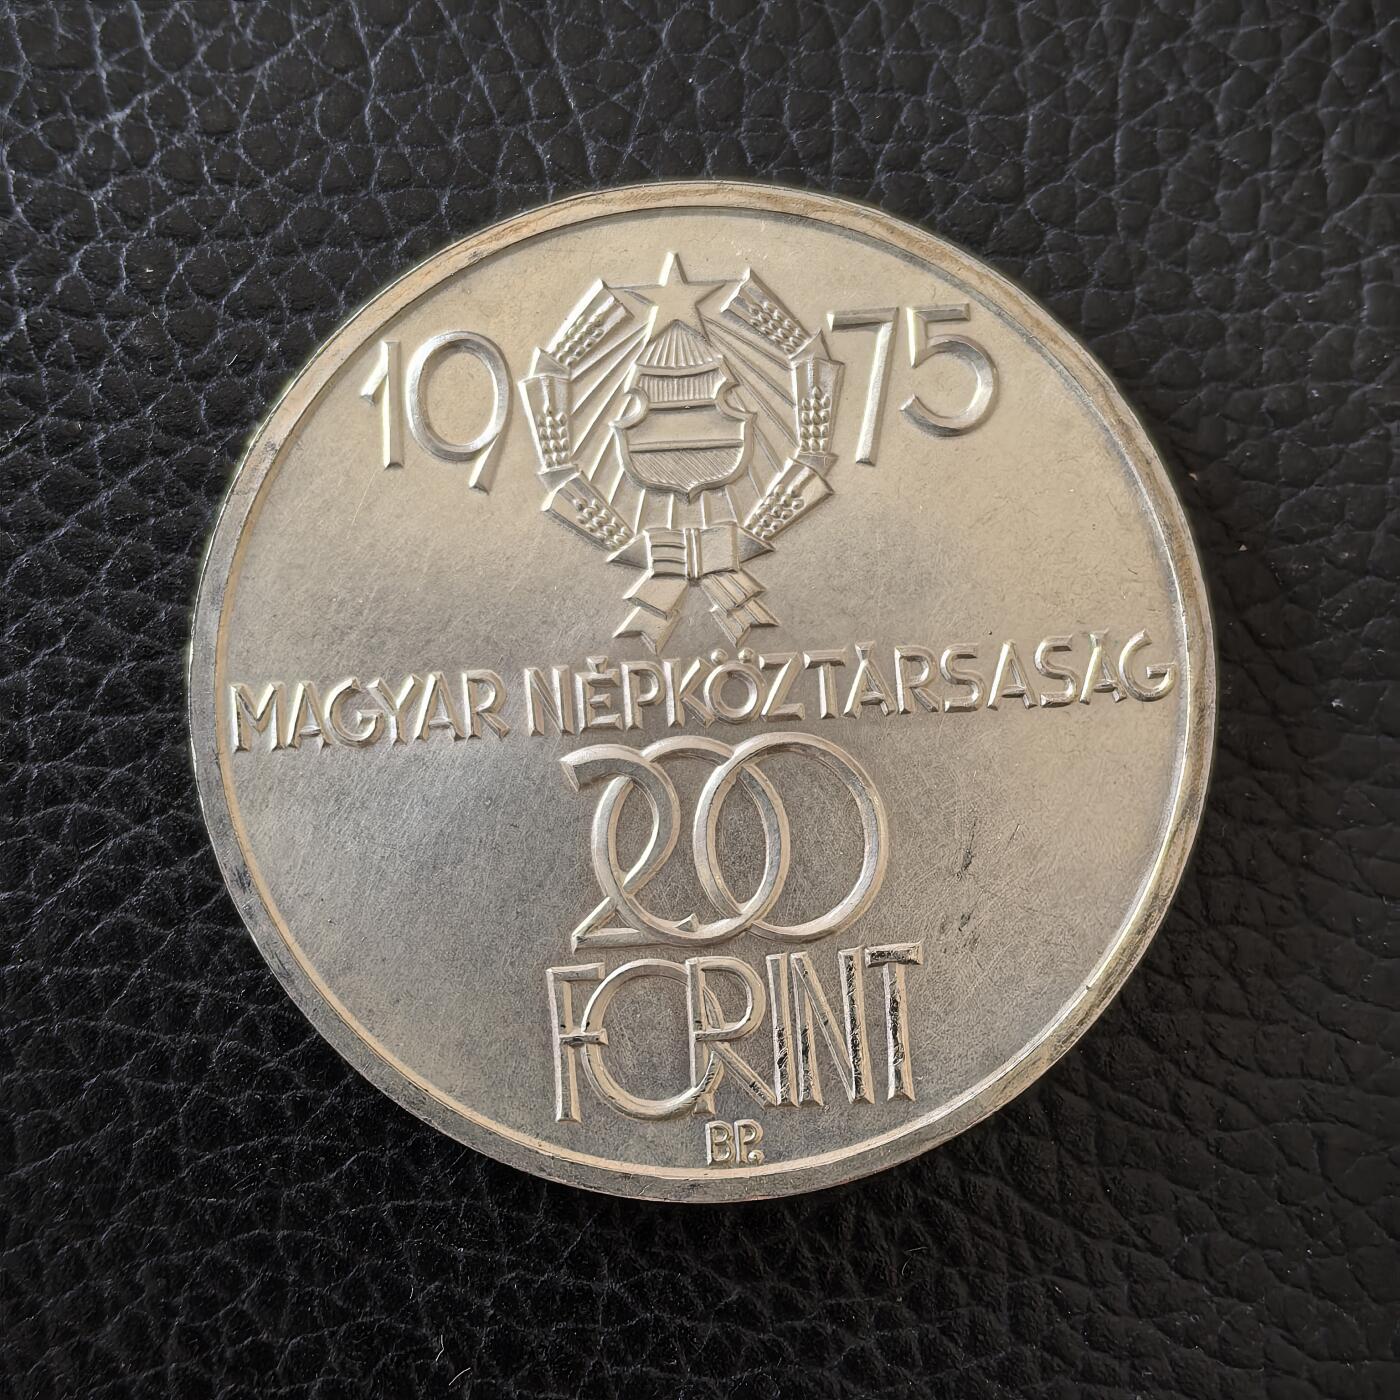 1975
MAGYAR NÉPKÖZTÁRSASÁG
200
FORINT
BP.